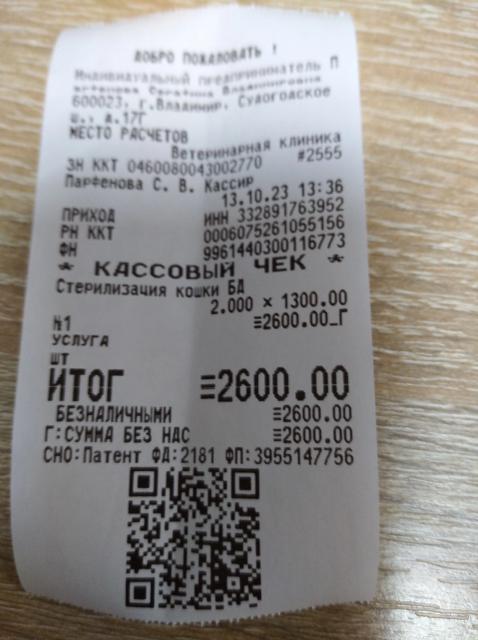 ДОБРО ПОЖАЛОВАТЬ !
Индивидуальный предприниматель П
арфенова Владимировна
600023, г.Владимир, Судогодское
ш., д.17Г
МЕСТО РАСЧЕТОВ
Ветеринарная клиника
ЗН ККТ 0460080043002770 #2555
Парфенова С. В. Кассир
13.10.23 13:36
ПРИХОД ИНН 332891763952
РН ККТ 0006075261055156
ФН 9961440300116773
* КАССОВЫЙ ЧЕК *
Стерилизация кошки БД
2.000 × 1300.00
№1 ≡2600.00_Г
УСЛУГА
ШТ
ИТОГ ≡2600.00
БЕЗНАЛИЧНЫМИ ≡2600.00
Г:СУММА БЕЗ НДС ≡2600.00
СНО:Патент ФД:2181 ФП:3955147756